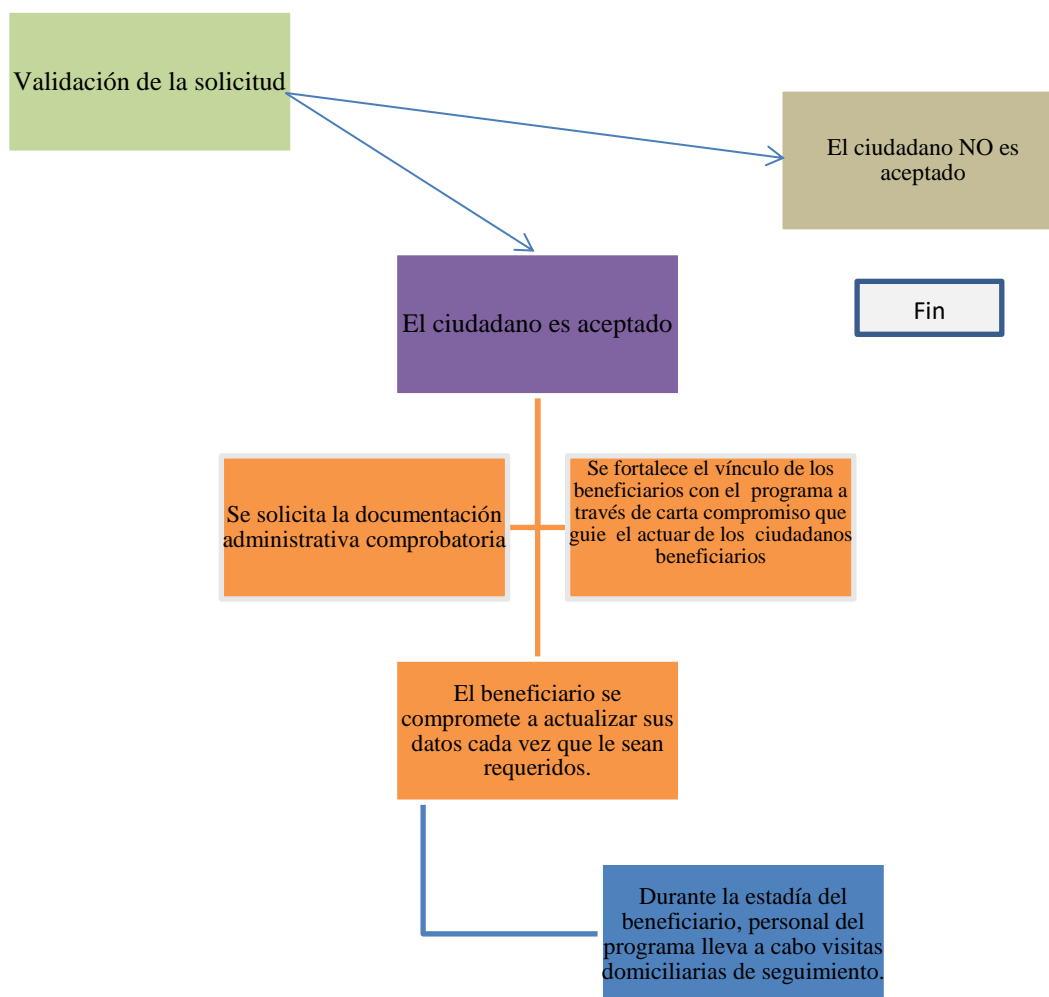 Validación de la solicitud
El ciudadano NO es
aceptado
El ciudadano es aceptado
Fin
Se solicita la documentación
administrativa comprobatoria
Se fortalece el vínculo de los
beneficiarios con el programa a
través de carta compromiso que
guie el actuar de los ciudadanos
beneficiarios
El beneficiario se
compromete a actualizar sus
datos cada vez que le sean
requeridos.
Durante la estadía del
beneficiario, personal del
programa lleva a cabo visitas
domiciliarias de seguimiento.